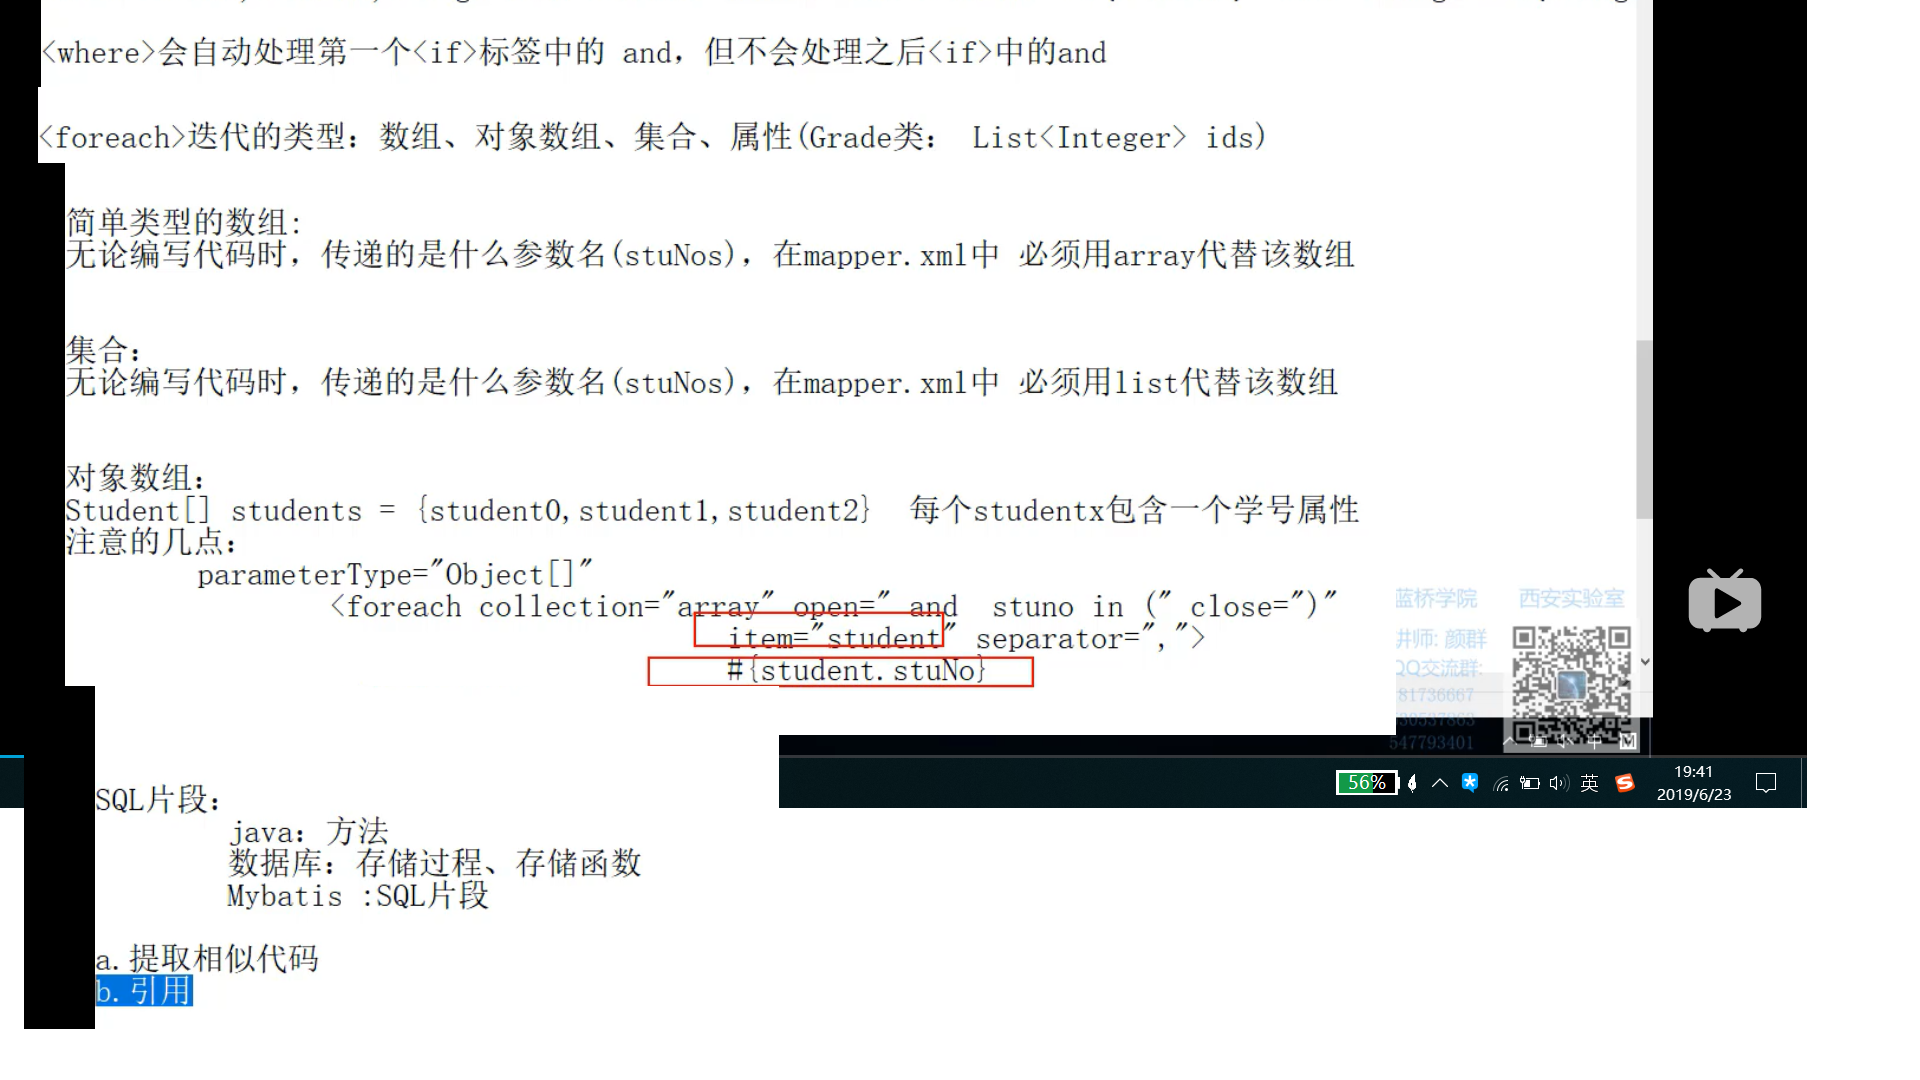 <where>会自动处理第一个<if>标签中的 and，但不会处理之后<if>中的and
<foreach>迭代的类型：数组、对象数组、集合、属性(Grade类： List<Integer> ids)
简单类型的数组:
无论编写代码时，传递的是什么参数名(stuNos)，在mapper.xml中 必须用array代替该数组
集合：
无论编写代码时，传递的是什么参数名(stuNos)，在mapper.xml中 必须用list代替该数组
对象数组：
Student[] students = {student0,student1,student2} 每个studentx包含一个学号属性
注意的几点：
parameterType="Object[]"
<foreach collection="array" open=" and stuno in (" close=")"
item="student" separator=",">
#{student.stuNo}
蓝桥学院 西安实验室
讲师: 颜群
QQ交流群:
81736667
30537863
547793401
中
SQL片段：
java：方法
数据库：存储过程、存储函数
Mybatis :SQL片段
a.提取相似代码
b.引用
56% 英 19:41
2019/6/23